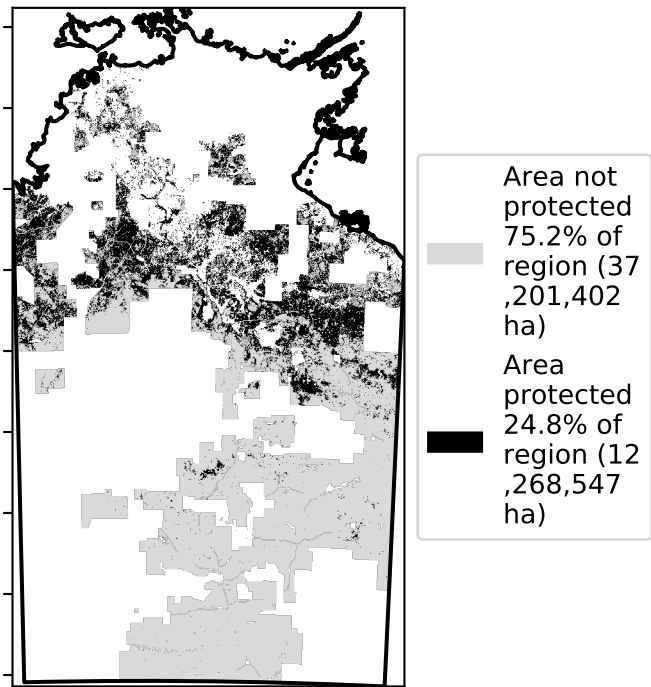 Area not
protected
75.2% of
region (37
,201,402
ha)
Area
protected
24.8% of
region (12
,268,547
ha)